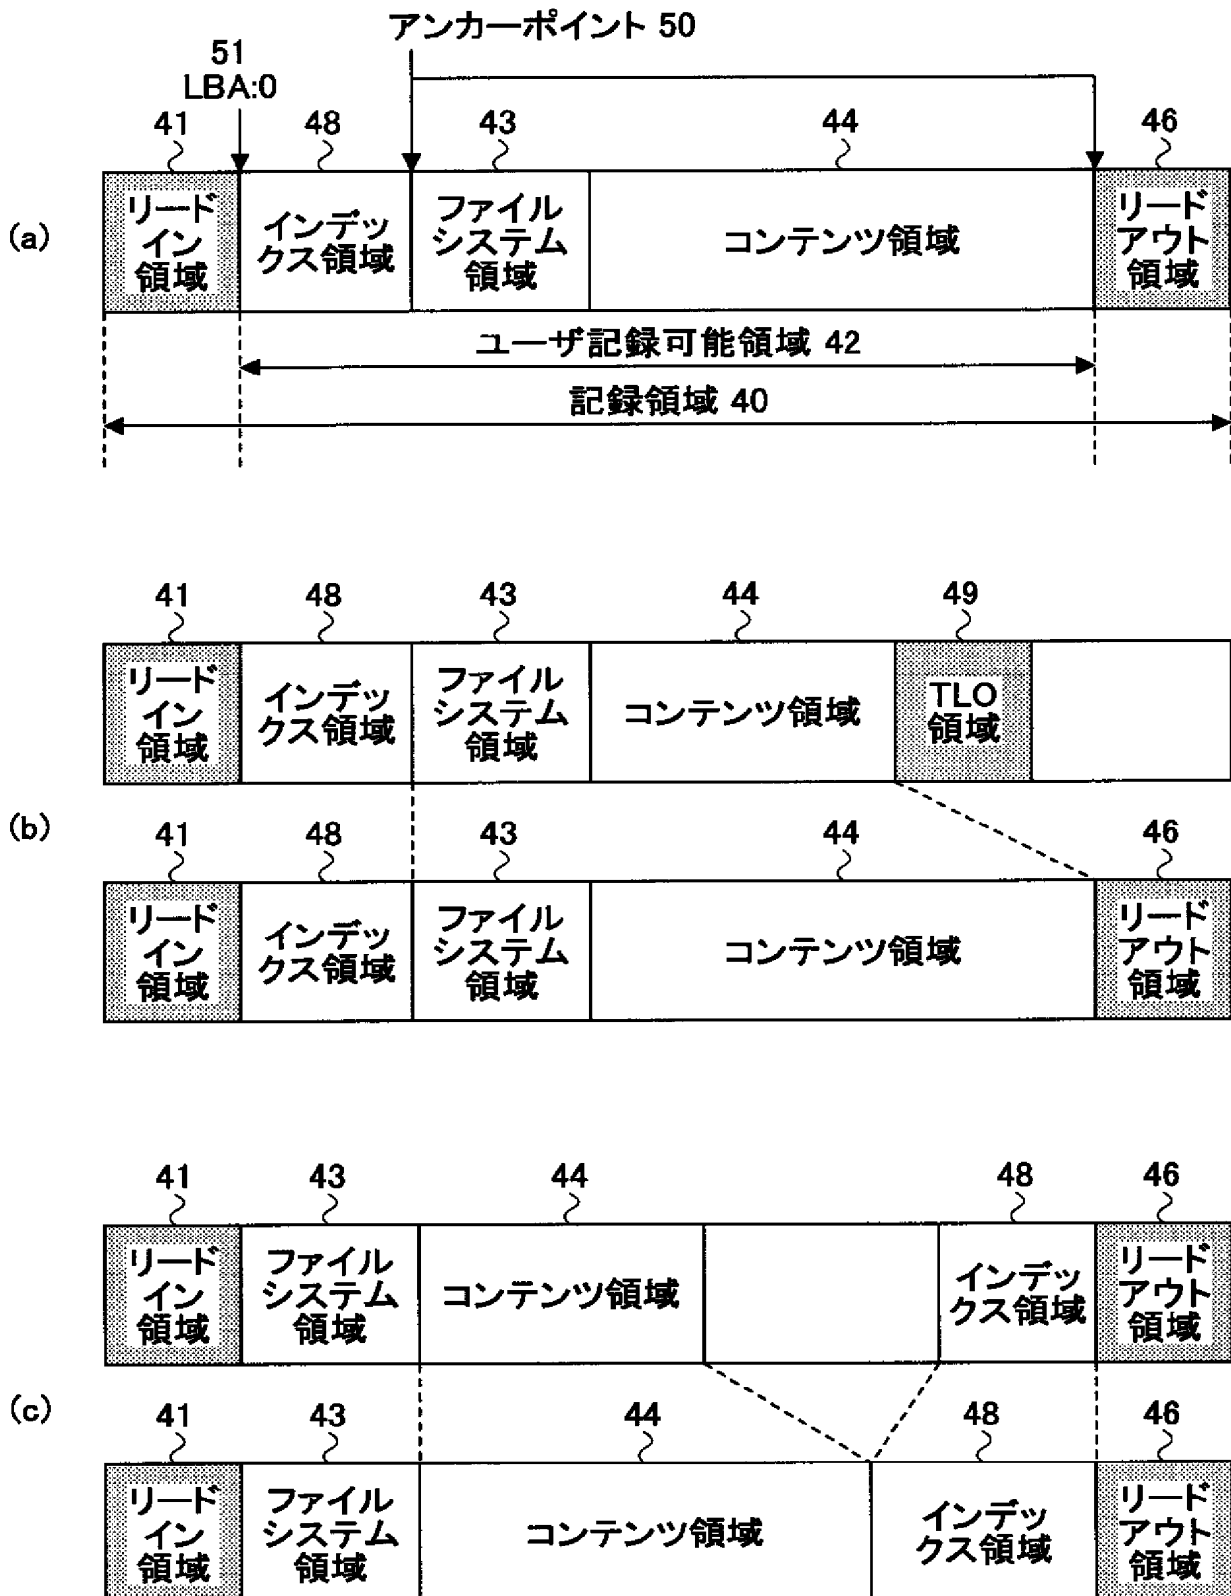 アンカーポイント 50
51
LBA:0
41 48 43 44 46
(a)
リード
イン
領域
インデッ
クス領域
ファイル
システム
領域
コンテンツ領域
リード
アウト
領域
ユーザ記録可能領域 42
記録領域 40
41 48 43 44 49
リード
イン
領域
インデッ
クス領域
ファイル
システム
領域
コンテンツ領域
TLO
領域
(b)
41 48 43 44 46
リード
イン
領域
インデッ
クス領域
ファイル
システム
領域
コンテンツ領域
リード
アウト
領域
41 43 44 48 46
リード
イン
領域
ファイル
システム
領域
コンテンツ領域
インデッ
クス領域
リード
アウト
領域
(c)
41 43 44 48 46
リード
イン
領域
ファイル
システム
領域
コンテンツ領域
インデッ
クス領域
リード
アウト
領域